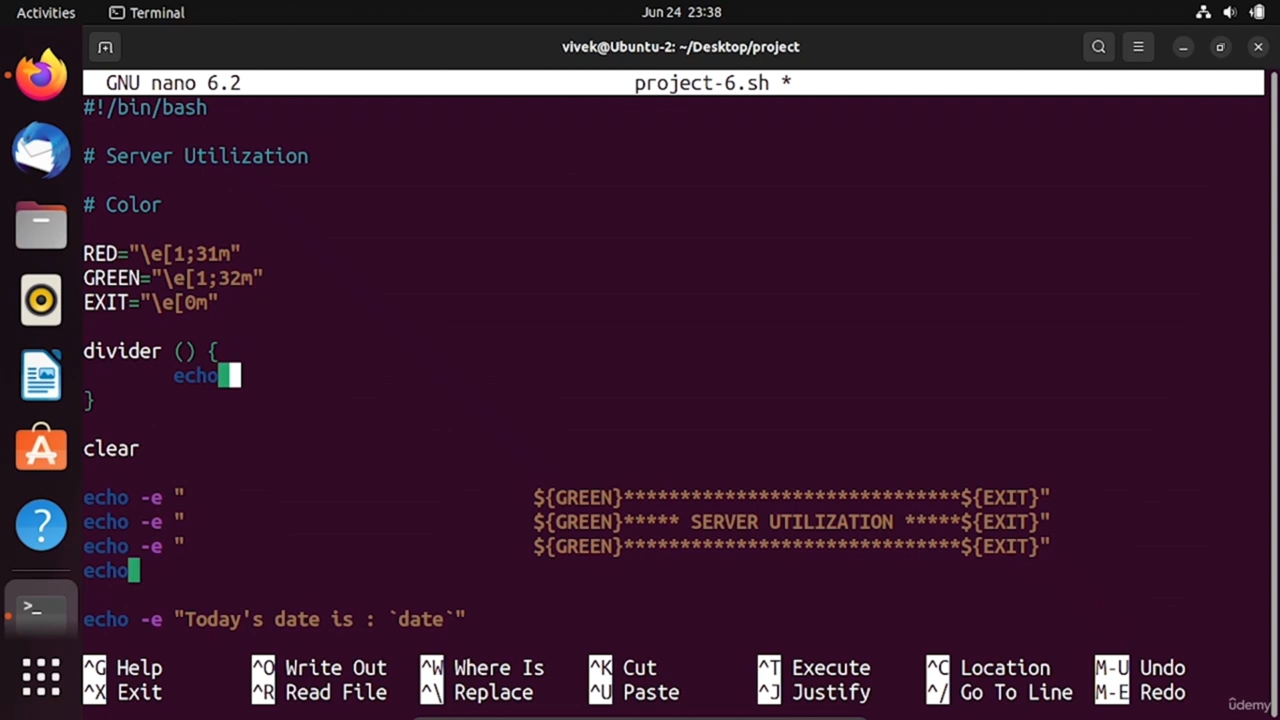 Activities Terminal Jun 24 23:38
vivek@Ubuntu-2: ~/Desktop/project
GNU nano 6.2 project-6.sh *
#!/bin/bash
# Server Utilization
# Color
RED="\e[1;31m"
GREEN="\e[1;32m"
EXIT="\e[0m"
divider () {
echo
}
clear
echo -e " ${GREEN}******************************${EXIT}"
echo -e " ${GREEN}***** SERVER UTILIZATION *****${EXIT}"
echo -e " ${GREEN}******************************${EXIT}"
echo
echo -e "Today's date is : `date`"
^G Help ^O Write Out ^W Where Is ^K Cut ^T Execute ^C Location M-U Undo
^X Exit ^R Read File ^\ Replace ^U Paste ^J Justify ^/ Go To Line M-E Redo
udemy